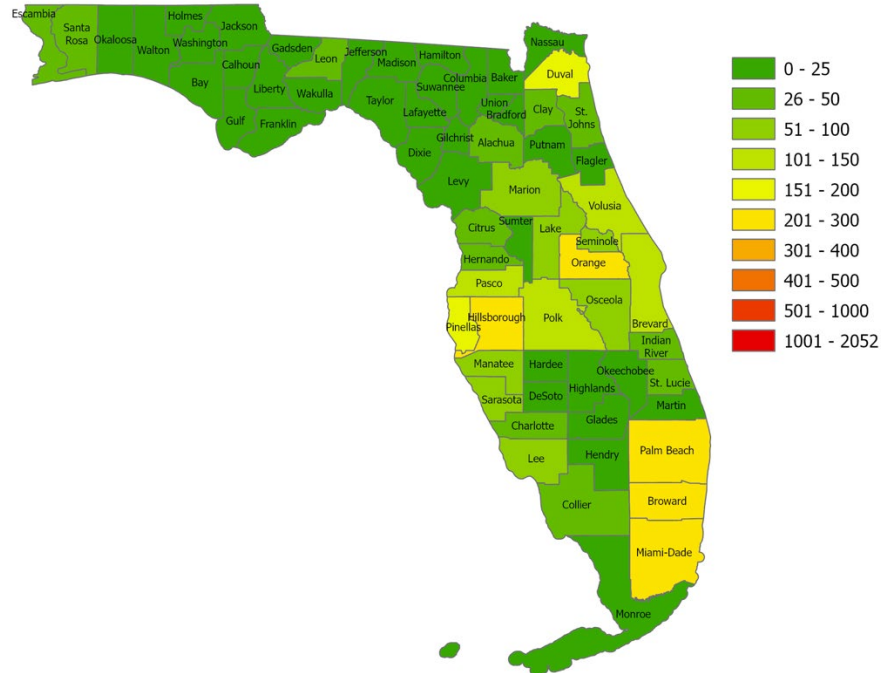 Escambia
Santa
Rosa
Okaloosa
Walton
Holmes
Washington
Jackson
Bay
Calhoun
Gulf
Liberty
Franklin
Gadsden
Leon
Wakulla
Jefferson
Madison
Taylor
Hamilton
Suwannee
Lafayette
Columbia
Dixie
Gilchrist
Baker
Union
Bradford
Nassau
Duval
Clay
St.
Johns
Alachua
Putnam
Flagler
Levy
Marion
Volusia
Citrus
Sumter
Lake
Seminole
Hernando
Orange
Pasco
Osceola
Brevard
Pinellas
Hillsborough
Polk
Indian
River
Manatee
Hardee
Highlands
Okeechobee
St. Lucie
Sarasota
DeSoto
Martin
Charlotte
Glades
Lee
Hendry
Palm Beach
Collier
Broward
Miami-Dade
Monroe
0 - 25
26 - 50
51 - 100
101 - 150
151 - 200
201 - 300
301 - 400
401 - 500
501 - 1000
1001 - 2052